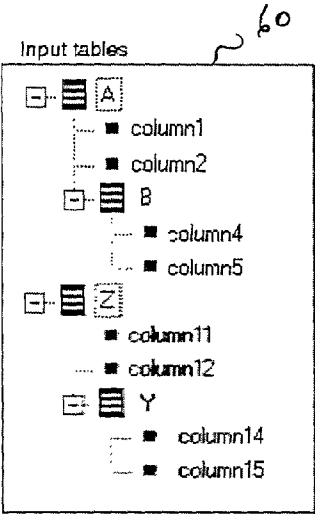 60
Input tables
A
column1
column2
B
column4
column5
Z
column11
column12
Y
column14
column15